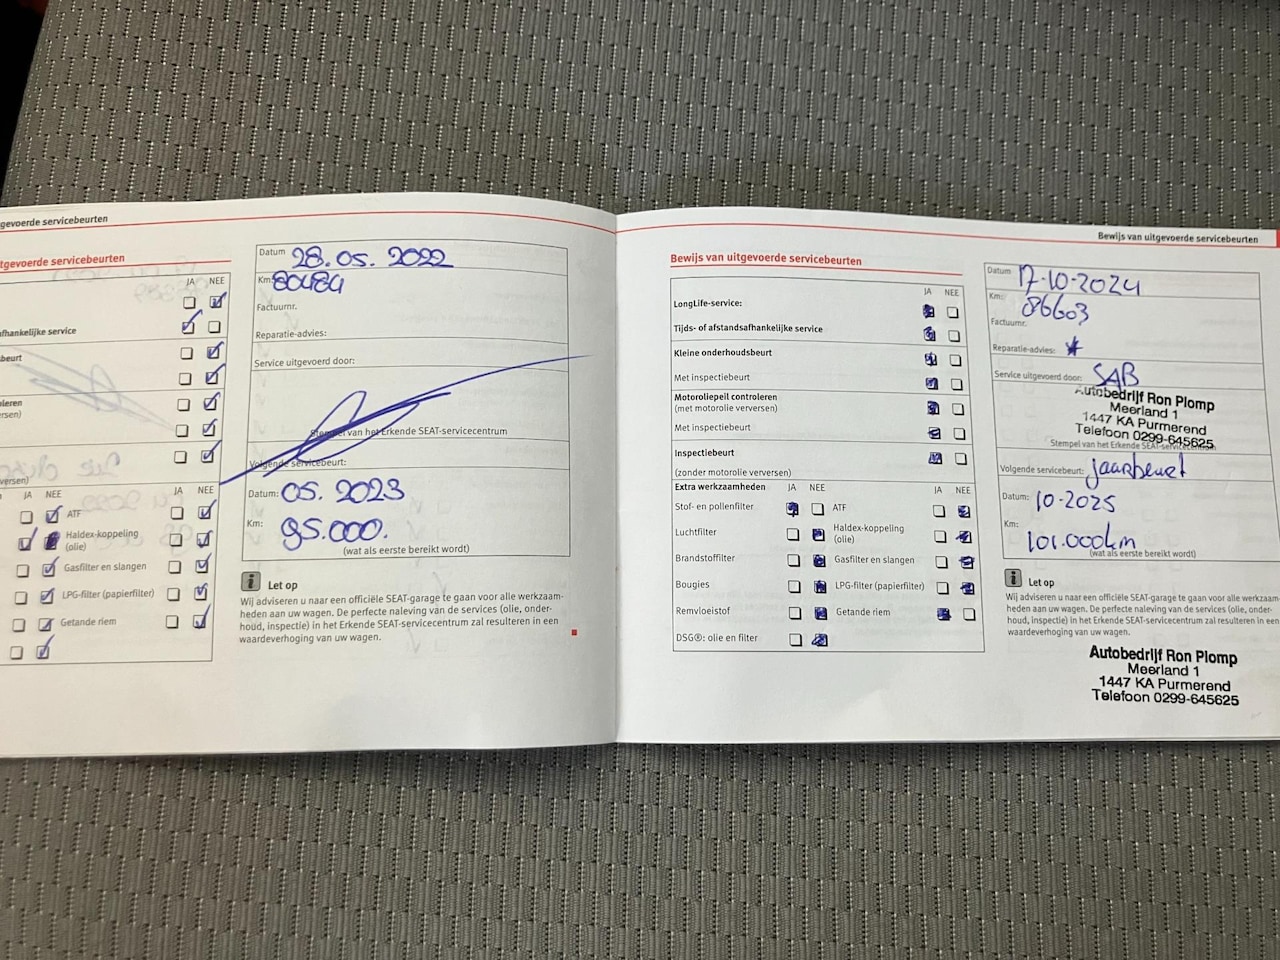 gevoerde servicebeurten
tgevoerde servicebeurten
JA NEE
afhankelijke service
beurt
oleren
ersen)
versen)
JA NEE JA NEE
ATF
Haldex-koppeling
(olie)
Gasfilter en slangen
LPG-filter (papierfilter)
Getande riem
Datum 28.05.2022
Km: 80484
Factuurnr.
Reparatie-advies:
Service uitgevoerd door:
Stempel van het Erkende SEAT-servicecentrum
Volgende servicebeurt:
Datum: 05.2023
Km: 95.000.
(wat als eerste bereikt wordt)
i Let op
Wij adviseren u naar een officiële SEAT-garage te gaan voor alle werkzaam-
heden aan uw wagen. De perfecte naleving van de services (olie, onder-
houd, inspectie) in het Erkende SEAT-servicecentrum zal resulteren in een
waardeverhoging van uw wagen.
Bewijs van uitgevoerde servicebeurten
Bewijs van uitgevoerde servicebeurten
JA NEE
LongLife-service:
Tijds- of afstandsafhankelijke service
Kleine onderhoudsbeurt
Met inspectiebeurt
Motoroliepeil controleren
(met motorolie verversen)
Met inspectiebeurt
Inspectiebeurt
(zonder motorolie verversen)
Extra werkzaamheden JA NEE JA NEE
Stof- en pollenfilter ATF
Luchtfilter Haldex-koppeling
(olie)
Brandstoffilter Gasfilter en slangen
Bougies LPG-filter (papierfilter)
Remvloeistof Getande riem
DSG®: olie en filter
Datum 17-10-2024
Km: 86603
Factuurnr.
Reparatie-advies: *
Service uitgevoerd door: SAB
Autobedrijf Ron Plomp
Meerland 1
1447 KA Purmerend
Telefoon 0299-645625
Stempel van het Erkende SEAT-servicecentrum
Volgende servicebeurt: jaarbeurt
Datum: 10-2025
Km: 101.000km
(wat als eerste bereikt wordt)
i Let op
Wij adviseren u naar een officiële SEAT-garage te gaan voor alle werkzaam-
heden aan uw wagen. De perfecte naleving van de services (olie, onder-
houd, inspectie) in het Erkende SEAT-servicecentrum zal resulteren in een
waardeverhoging van uw wagen.
Autobedrijf Ron Plomp
Meerland 1
1447 KA Purmerend
Telefoon 0299-645625